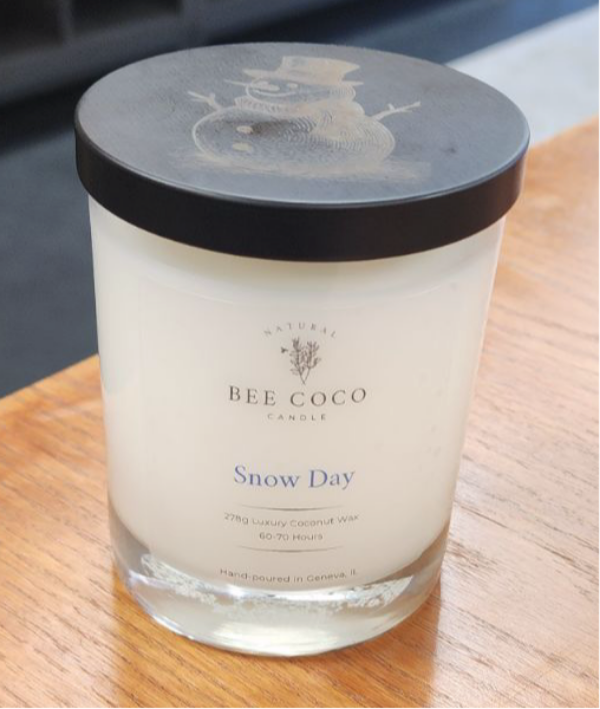 NATURAL
BEE COCO
CANDLE
Snow Day
278g Luxury Coconut Wax
60-70 Hours
Hand-poured in Geneva, IL